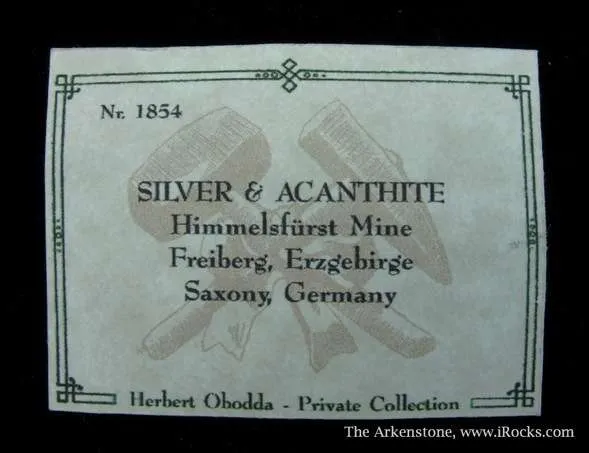 Nr. 1854
SILVER & ACANTHITE
Himmelsfürst Mine
Freiberg, Erzgebirge
Saxony, Germany
Herbert Obodda - Private Collection
The Arkenstone, www.iRocks.com